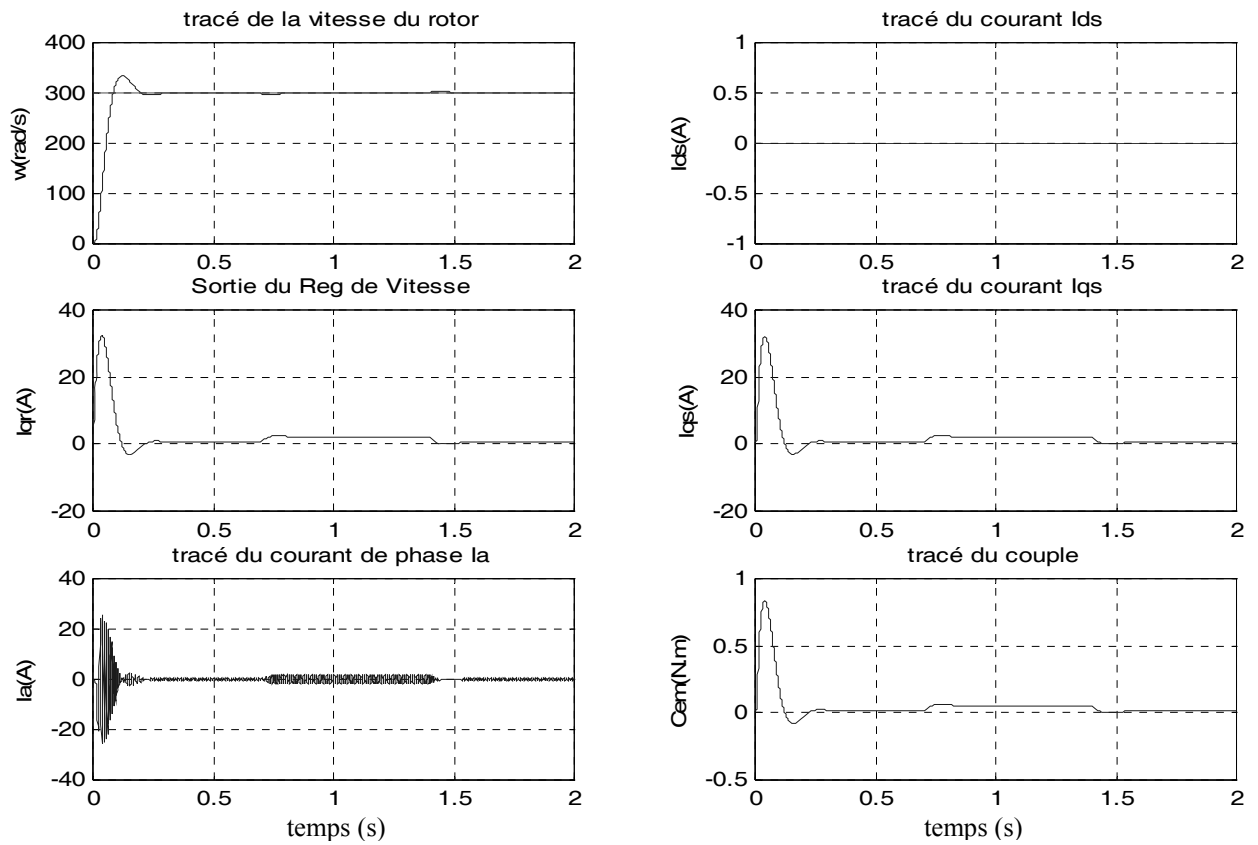 tracé de la vitesse du rotor
400
300
200
100
0
w(rad/s)
0 0.5 1 1.5 2
tracé du courant Ids
1
0.5
0
-0.5
-1
Ids(A)
0 0.5 1 1.5 2
Sortie du Reg de Vitesse
40
20
0
-20
Iqr(A)
0 0.5 1 1.5 2
tracé du courant Iqs
40
20
0
-20
Iqs(A)
0 0.5 1 1.5 2
tracé du courant de phase Ia
40
20
0
-20
-40
Ia(A)
0 0.5 1 1.5 2
temps (s)
tracé du couple
1
0.5
0
-0.5
Cem(N.m)
0 0.5 1 1.5 2
temps (s)